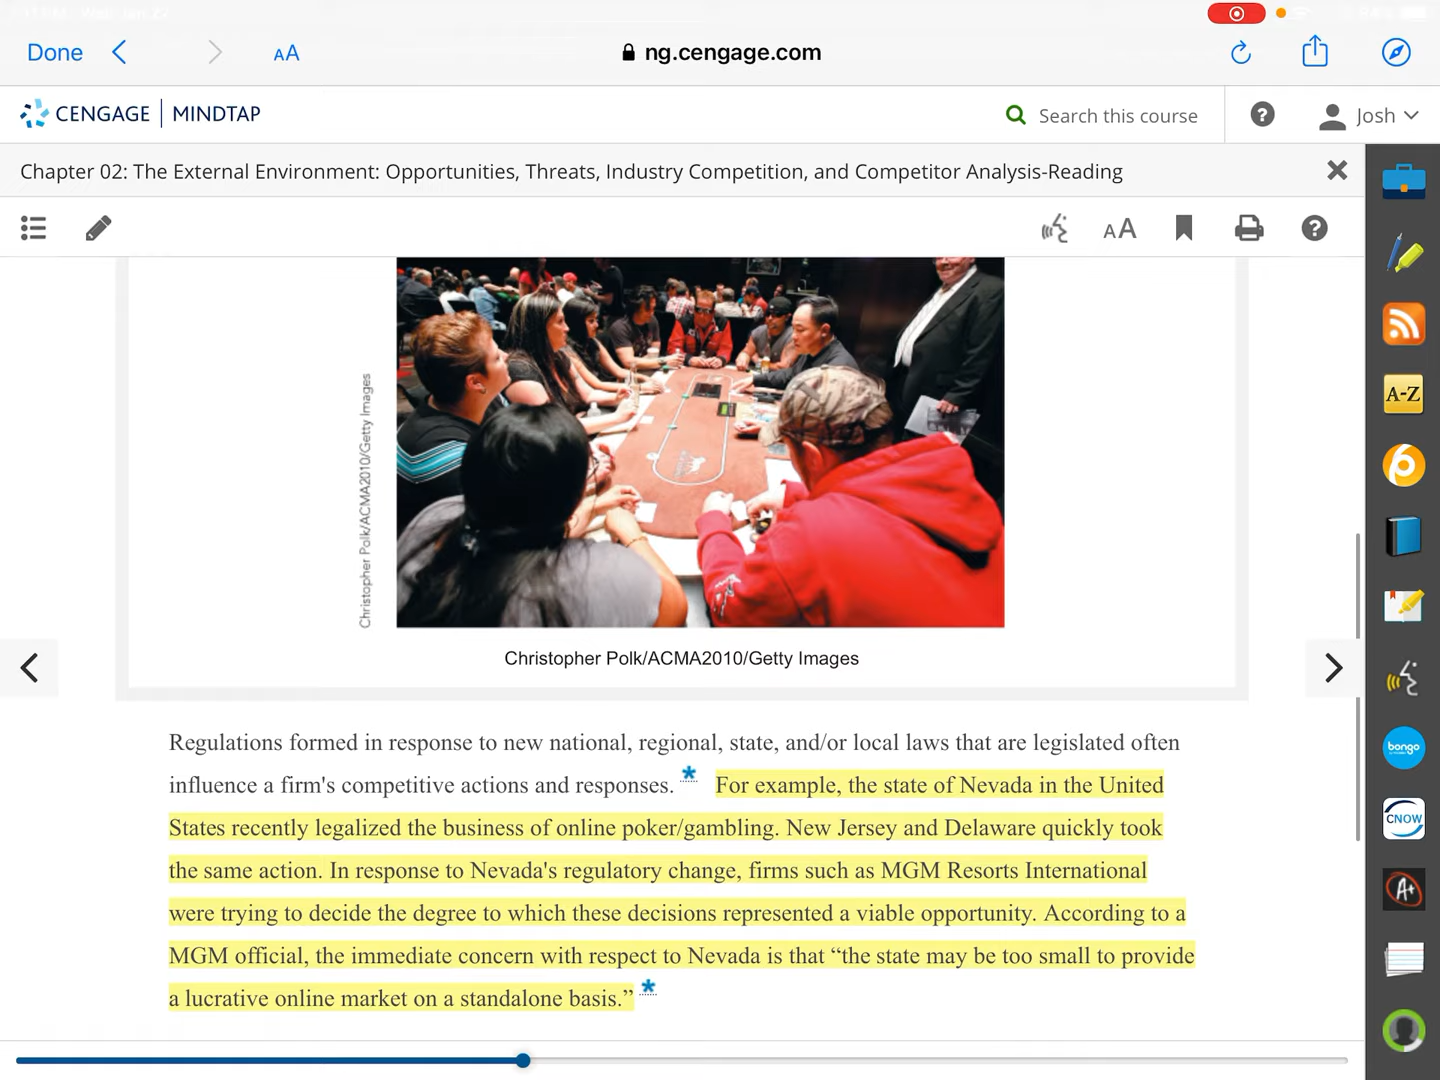 Done
AA
ng.cengage.com
CENGAGE | MINDTAP
Search this course
Josh
Chapter 02: The External Environment: Opportunities, Threats, Industry Competition, and Competitor Analysis-Reading
AA
Christopher Polk/ACMA2010/Getty Images
Christopher Polk/ACMA2010/Getty Images
Regulations formed in response to new national, regional, state, and/or local laws that are legislated often
influence a firm's competitive actions and responses. * For example, the state of Nevada in the United
States recently legalized the business of online poker/gambling. New Jersey and Delaware quickly took
the same action. In response to Nevada's regulatory change, firms such as MGM Resorts International
were trying to decide the degree to which these decisions represented a viable opportunity. According to a
MGM official, the immediate concern with respect to Nevada is that “the state may be too small to provide
a lucrative online market on a standalone basis.” *
A-Z
bongo
CNOW
A+